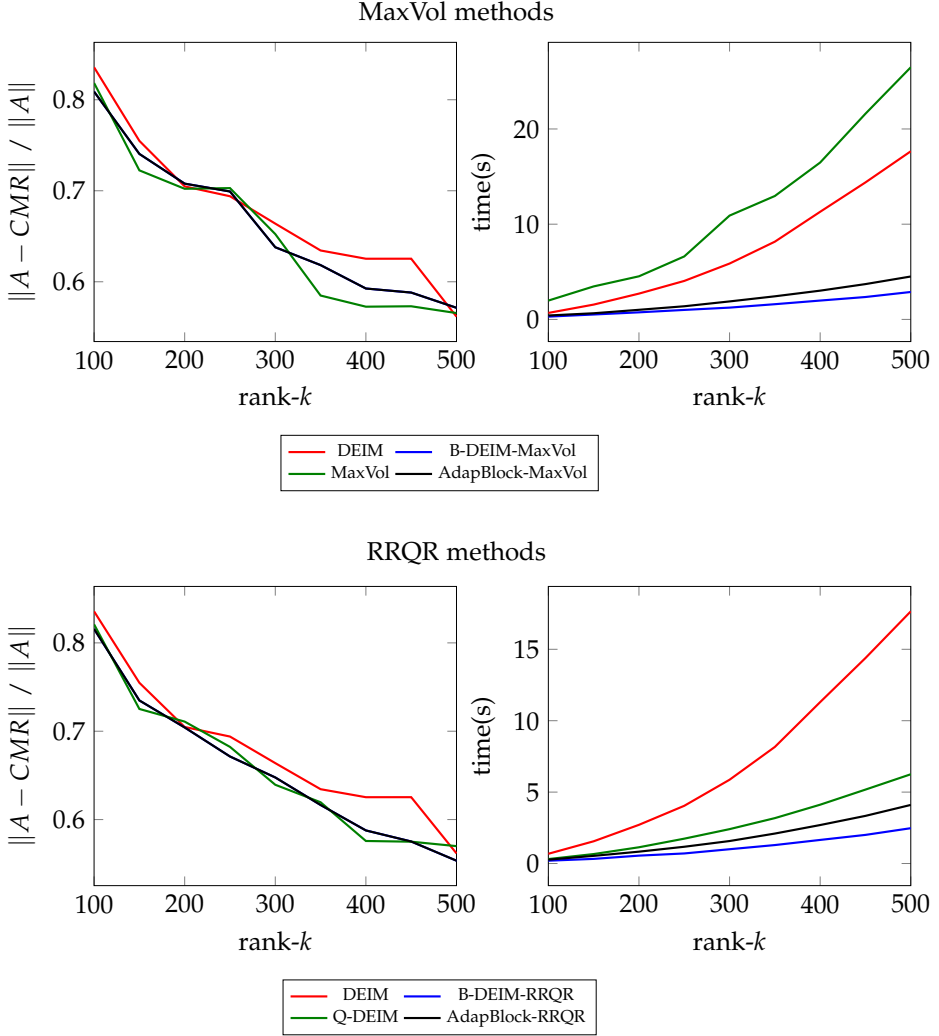 MaxVol methods
∥A − CMR∥ / ∥A∥
0.8
0.7
0.6
100 200 300 400 500
rank-k
time(s)
20
10
0
100 200 300 400 500
rank-k
DEIM B-DEIM-MaxVol
MaxVol AdapBlock-MaxVol
RRQR methods
∥A − CMR∥ / ∥A∥
0.8
0.7
0.6
100 200 300 400 500
rank-k
time(s)
15
10
5
0
100 200 300 400 500
rank-k
DEIM B-DEIM-RRQR
Q-DEIM AdapBlock-RRQR